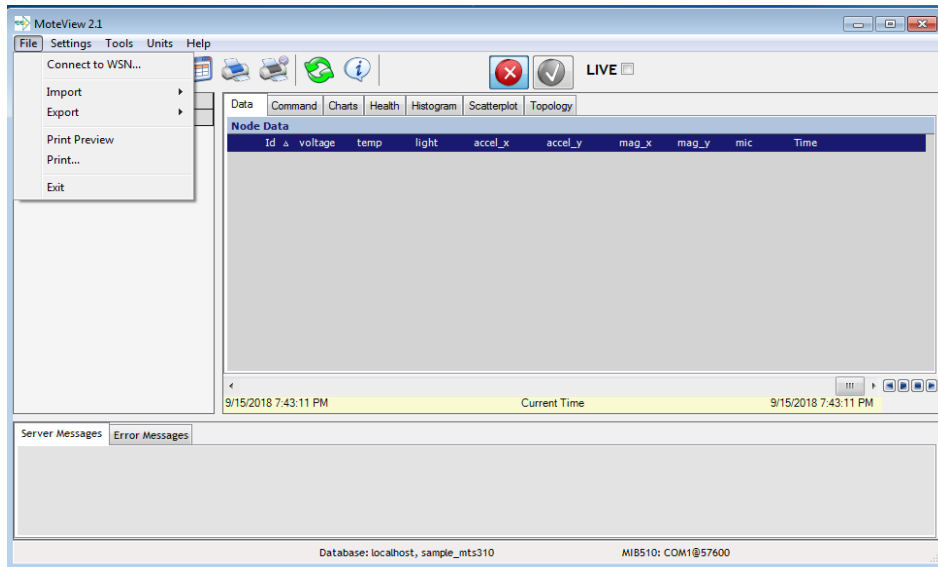 MoteView 2.1
File Settings Tools Units Help
Connect to WSN...
Import
Export
Print Preview
Print...
Exit
LIVE
Data Command Charts Health Histogram Scatterplot Topology
Node Data
Id voltage temp light accel_x accel_y mag_x mag_y mic Time
9/15/2018 7:43:11 PM Current Time 9/15/2018 7:43:11 PM
Server Messages Error Messages
Database: localhost, sample_mts310 MIB510: COM1@57600